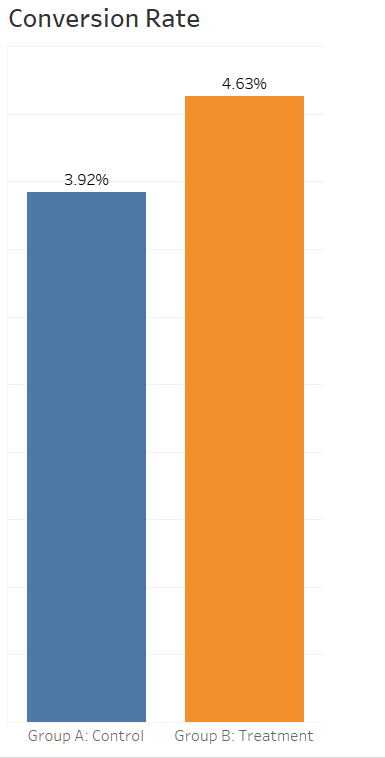 Conversion Rate
4.63%
3.92%
Group A: Control
Group B: Treatment